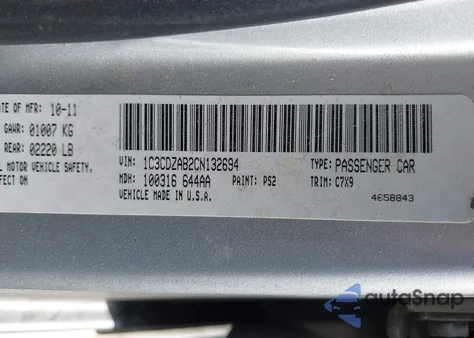 ATE OF MFR: 10-11
GAWR: 01007 KG
REAR: 02220 LB
L MOTOR VEHICLE SAFETY.
FECT ON
VIN: 1C3CDZAB2CN132694
TYPE: PASSENGER CAR
MDH: 100316 644AA
PAINT: PS2
TRIM: C7X9
VEHICLE MADE IN U.S.A.
4658843
autoSnap